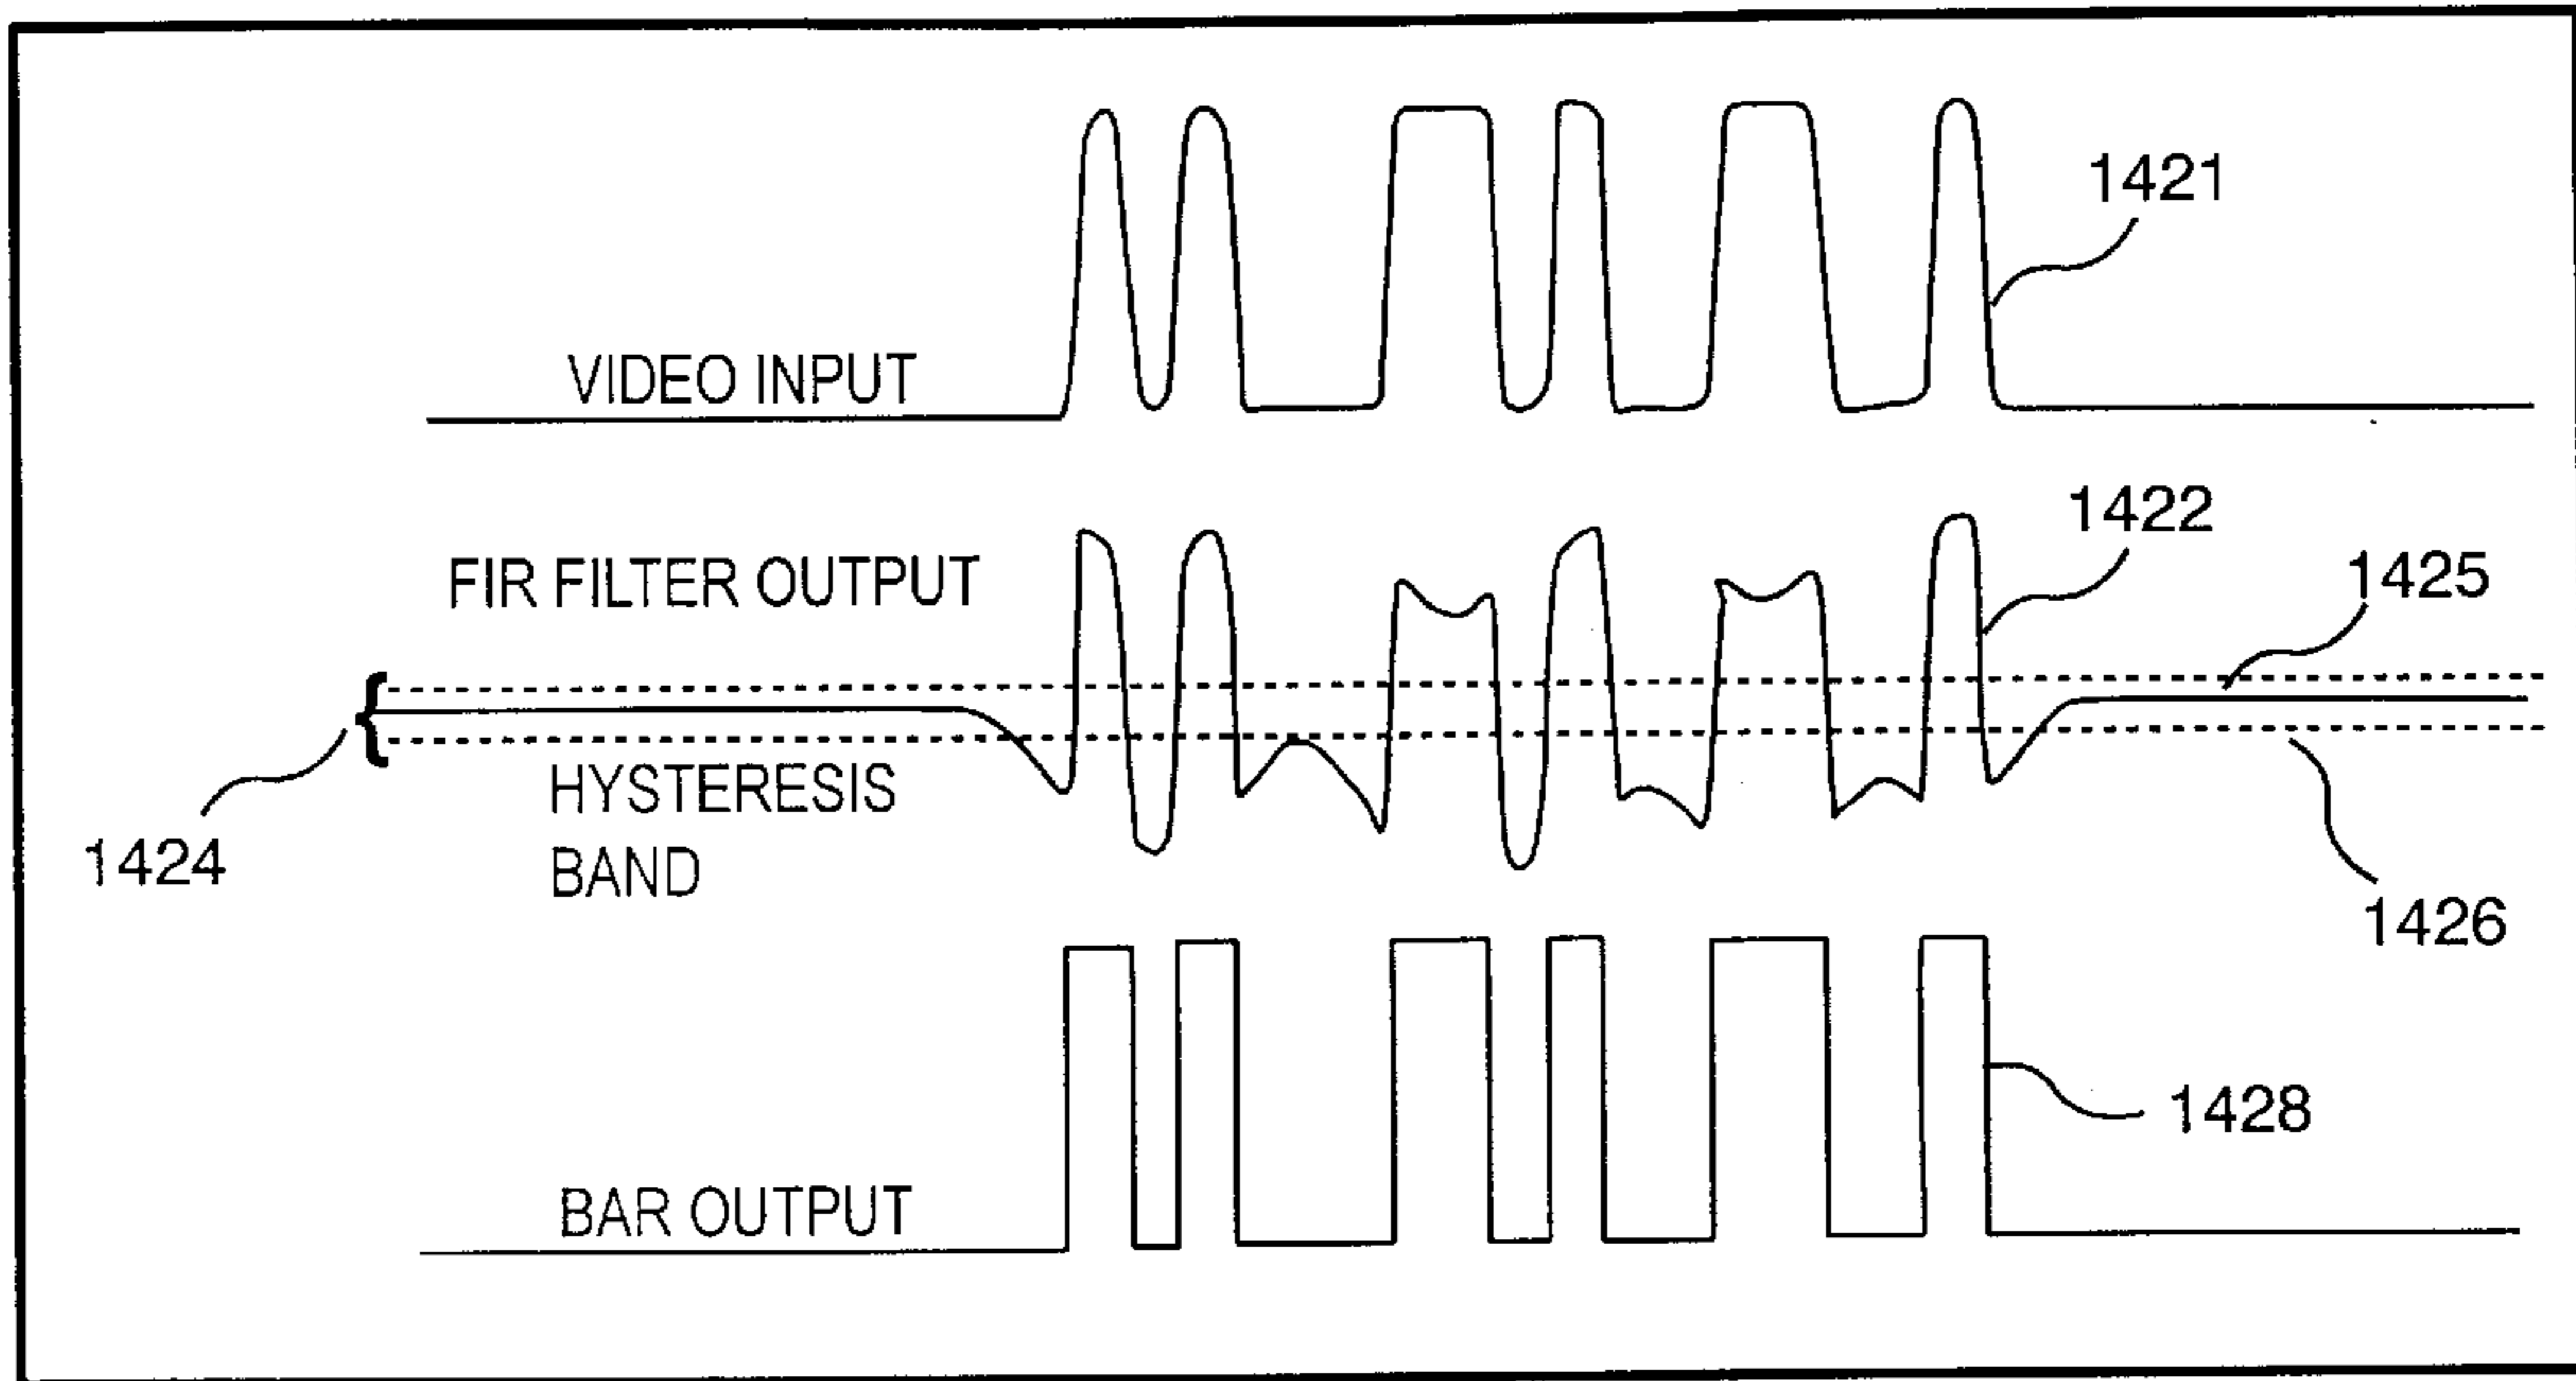 1421
VIDEO INPUT
1422
FIR FILTER OUTPUT
1425
HYSTERESIS
BAND
1424
1426
1428
BAR OUTPUT